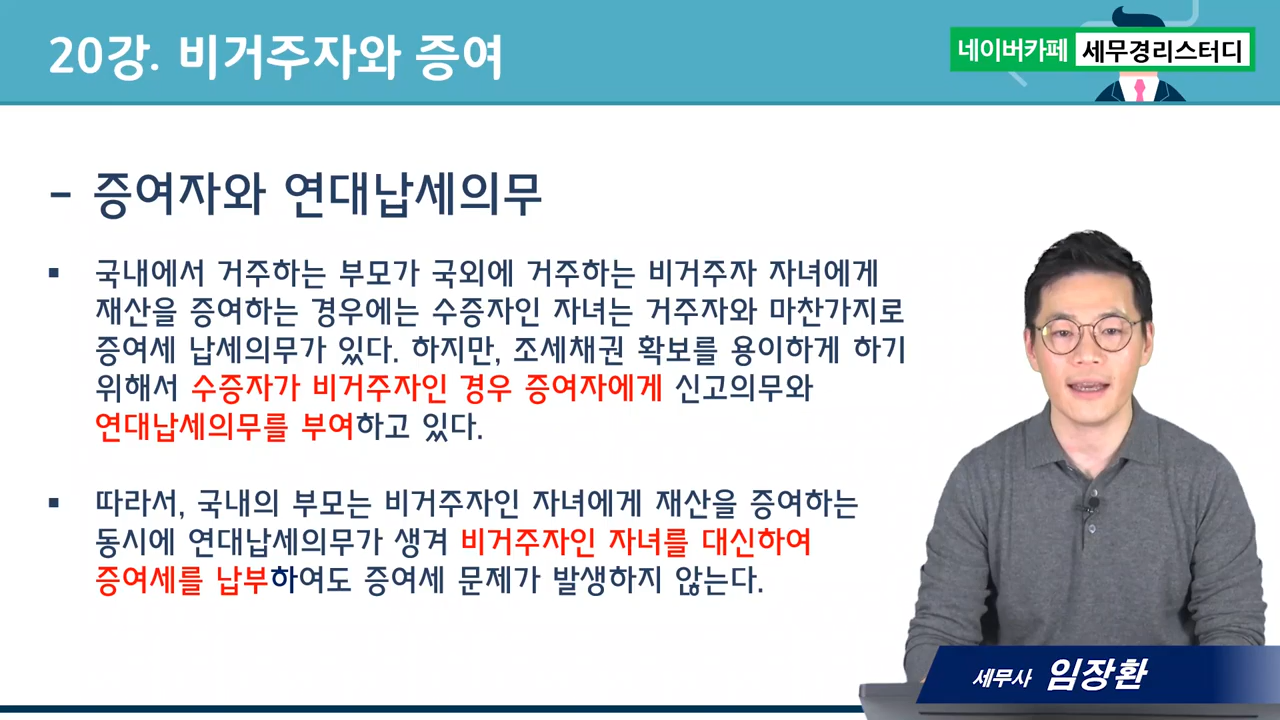 20강. 비거주자와 증여
네이버카페 세무경리스터디
- 증여자와 연대납세의무
▪ 국내에서 거주하는 부모가 국외에 거주하는 비거주자 자녀에게
재산을 증여하는 경우에는 수증자인 자녀는 거주자와 마찬가지로
증여세 납세의무가 있다. 하지만, 조세채권 확보를 용이하게 하기
위해서 수증자가 비거주자인 경우 증여자에게 신고의무와
연대납세의무를 부여하고 있다.
▪ 따라서, 국내의 부모는 비거주자인 자녀에게 재산을 증여하는
동시에 연대납세의무가 생겨 비거주자인 자녀를 대신하여
증여세를 납부하여도 증여세 문제가 발생하지 않는다.
세무사 임장환